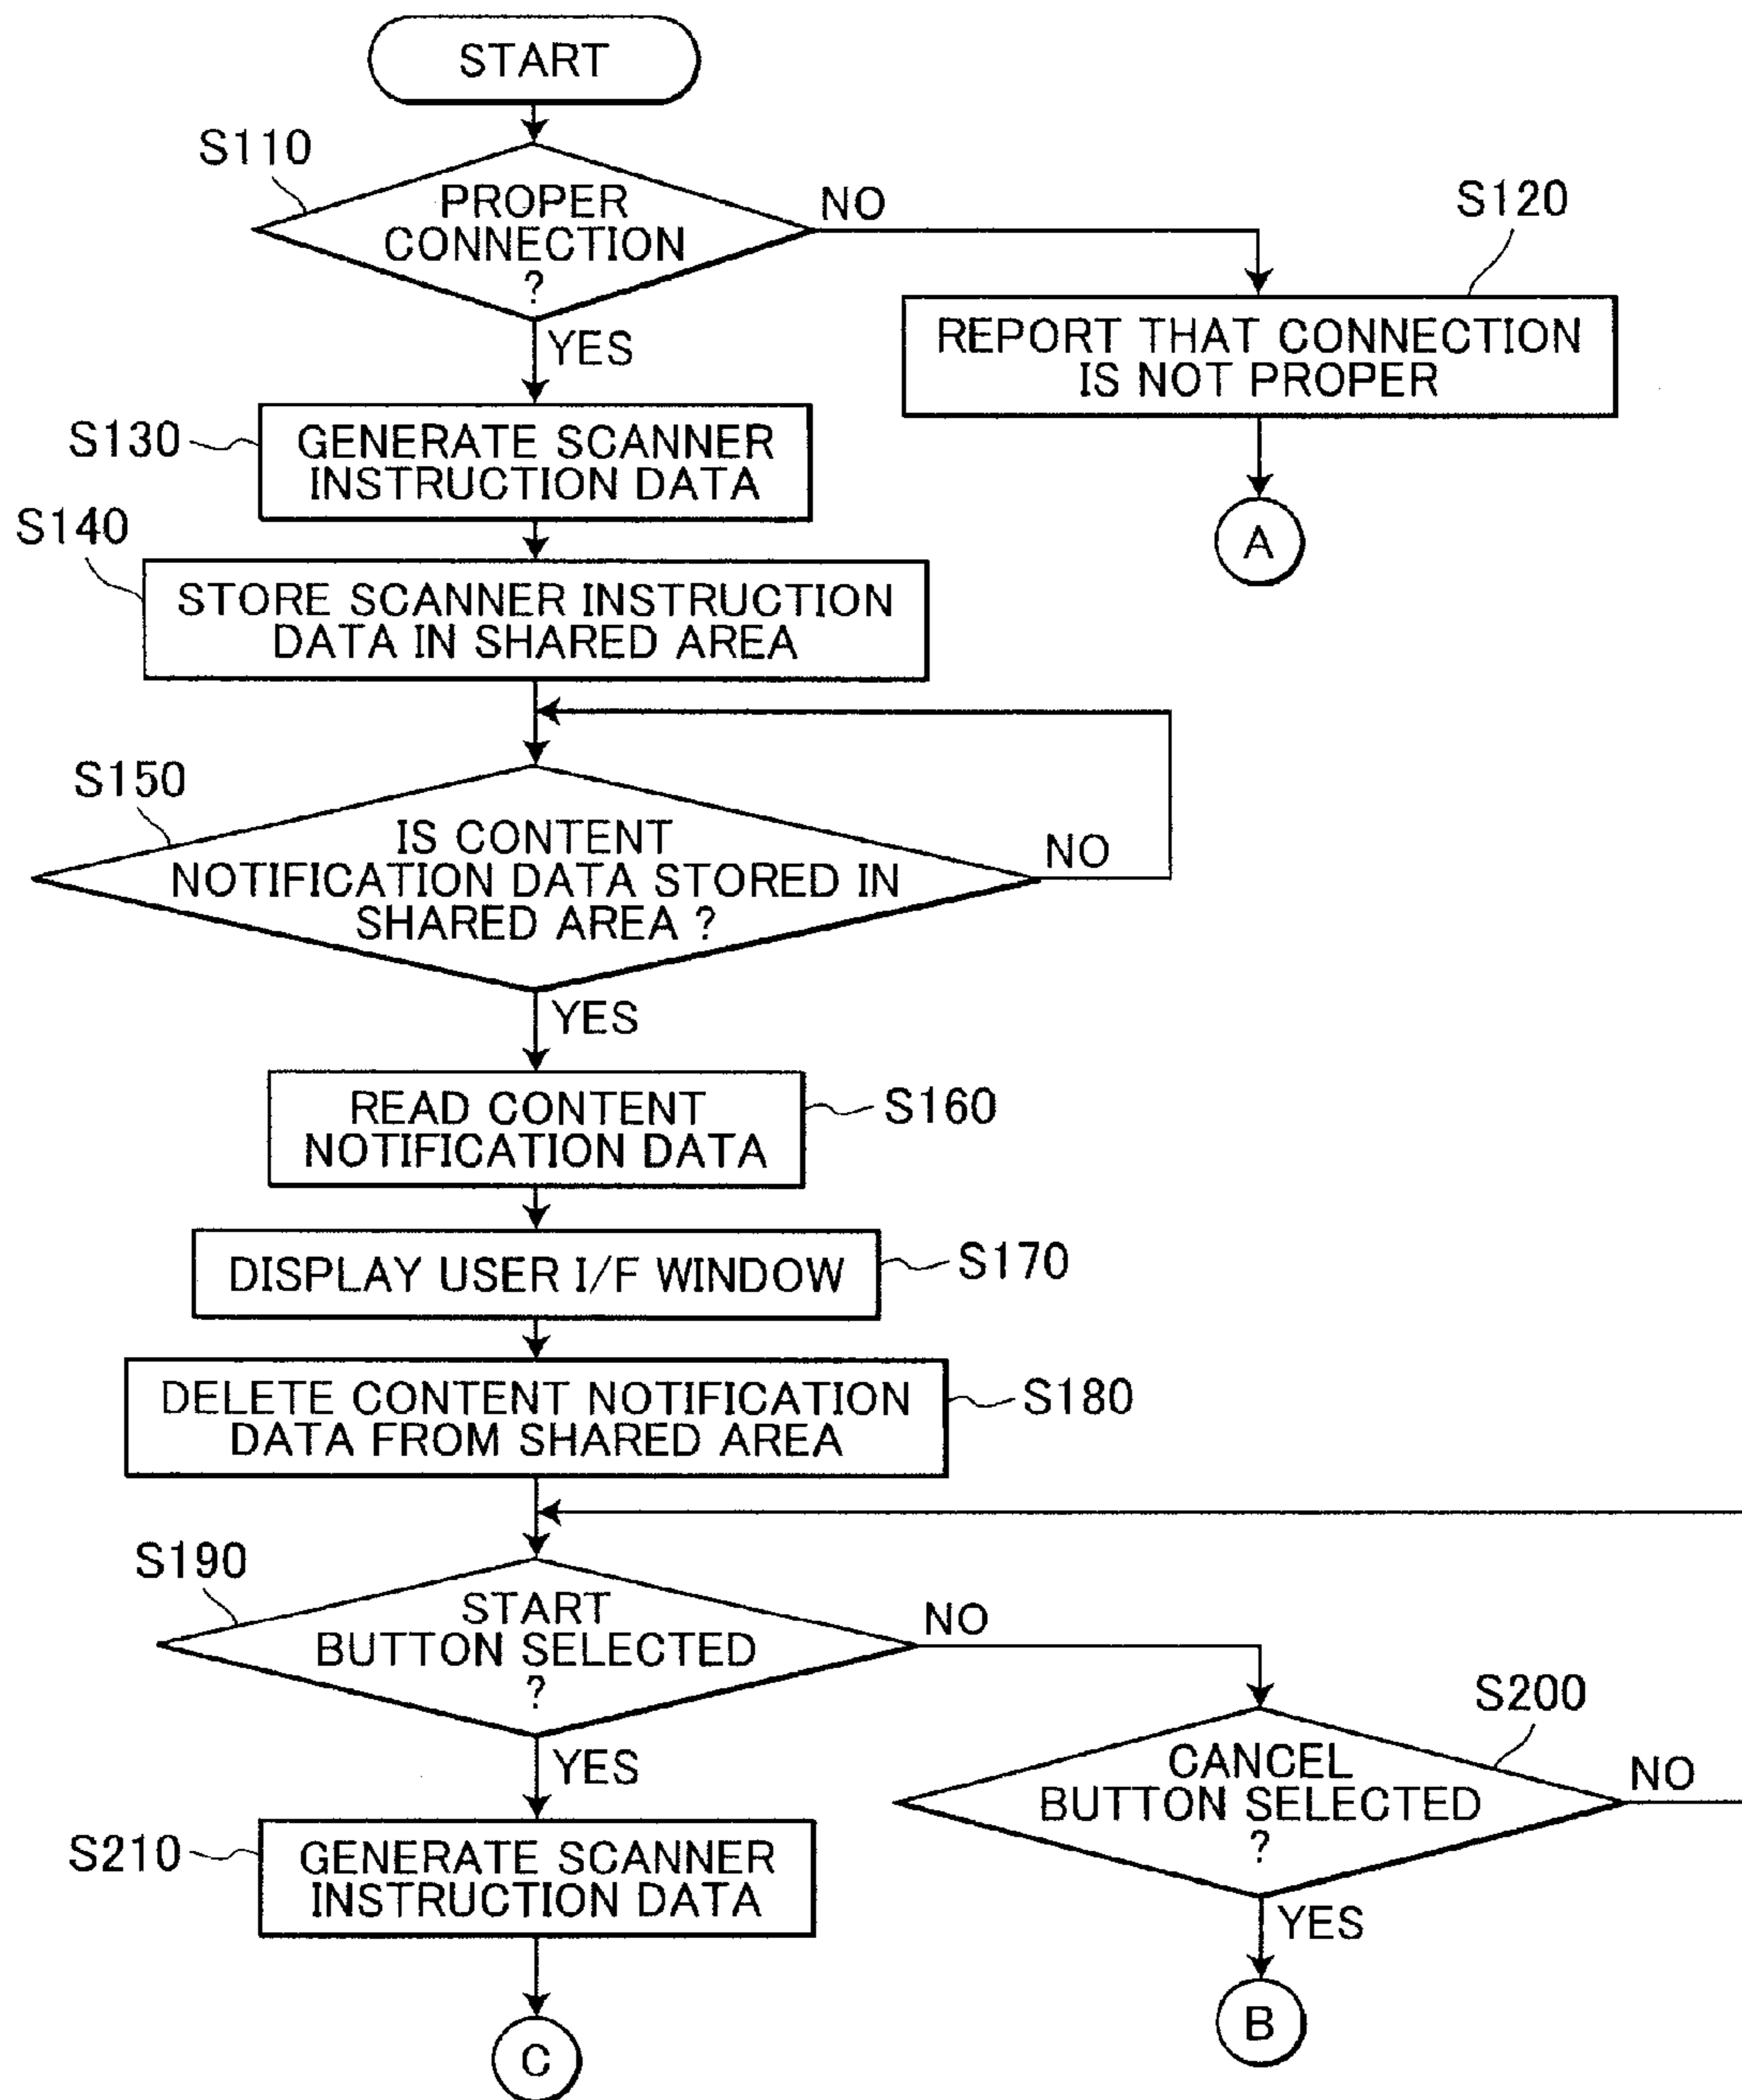 START
S110
PROPER
CONNECTION
?
NO
S120
REPORT THAT CONNECTION
IS NOT PROPER
A
YES
S130
GENERATE SCANNER
INSTRUCTION DATA
S140
STORE SCANNER INSTRUCTION
DATA IN SHARED AREA
S150
IS CONTENT
NOTIFICATION DATA STORED IN
SHARED AREA ?
NO
YES
READ CONTENT
NOTIFICATION DATA
S160
DISPLAY USER I/F WINDOW
S170
DELETE CONTENT NOTIFICATION
DATA FROM SHARED AREA
S180
S190
START
BUTTON SELECTED
?
NO
S200
CANCEL
BUTTON SELECTED
?
NO
YES
B
YES
S210
GENERATE SCANNER
INSTRUCTION DATA
C